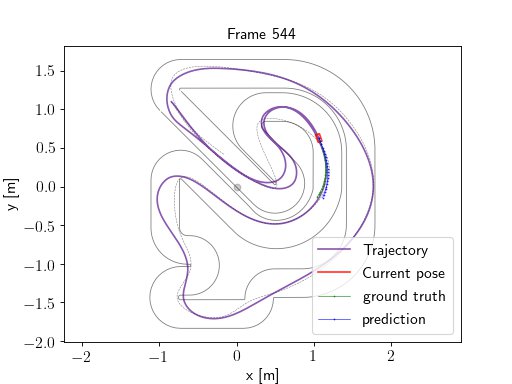 Frame 544
y [m]
1.5
1.0
0.5
0.0
−0.5
−1.0
−1.5
−2.0
Trajectory
Current pose
ground truth
prediction
−2 −1 0 1 2
x [m]